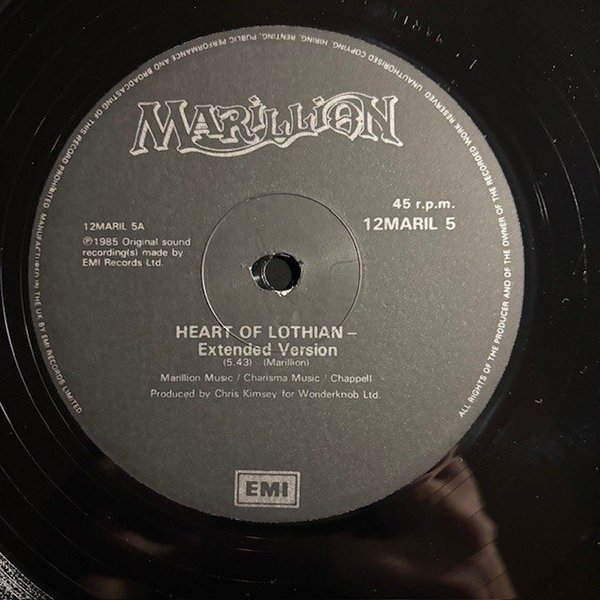 UNAUTHORISED COPYING, HIRING, RENTING, PUBLIC PERFORMANCE AND BROADCASTING OF THIS RECORD PROHIBITED MANUFACTURED IN THE UK BY EMI RECORDS LIMITED
ALL RIGHTS OF THE PRODUCER AND OF THE OWNER OF THE RECORDED WORK RESERVED
MARILLION
45 r.p.m.
12MARIL 5A
12MARIL 5
℗1985 Original sound
recording(s) made by
EMI Records Ltd.
HEART OF LOTHIAN –
Extended Version
(5.43) (Marillion)
Marillion Music / Charisma Music / Chappell
Produced by Chris Kimsey for Wonderknob Ltd
EMI